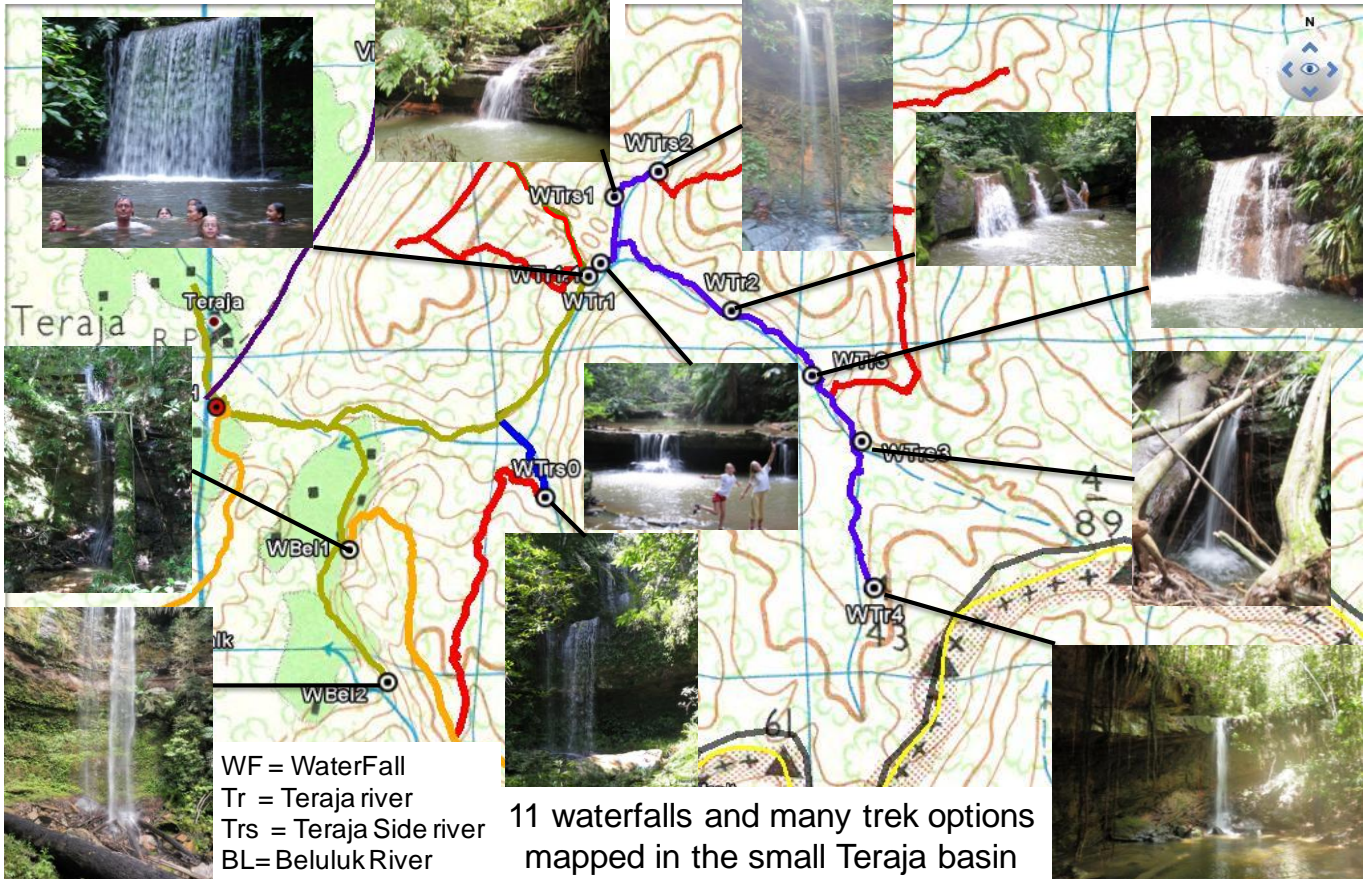 N
WTrs2
WTrs1
WTr1
WTr2
Teraja
Teraja
WTr3
WTrs3
4
89
WTrs0
WBel1
WTr4
43
WBel2
61
WF = WaterFall
Tr = Teraja river
Trs = Teraja Side river
BL= Beluluk River
11 waterfalls and many trek options
mapped in the small Teraja basin